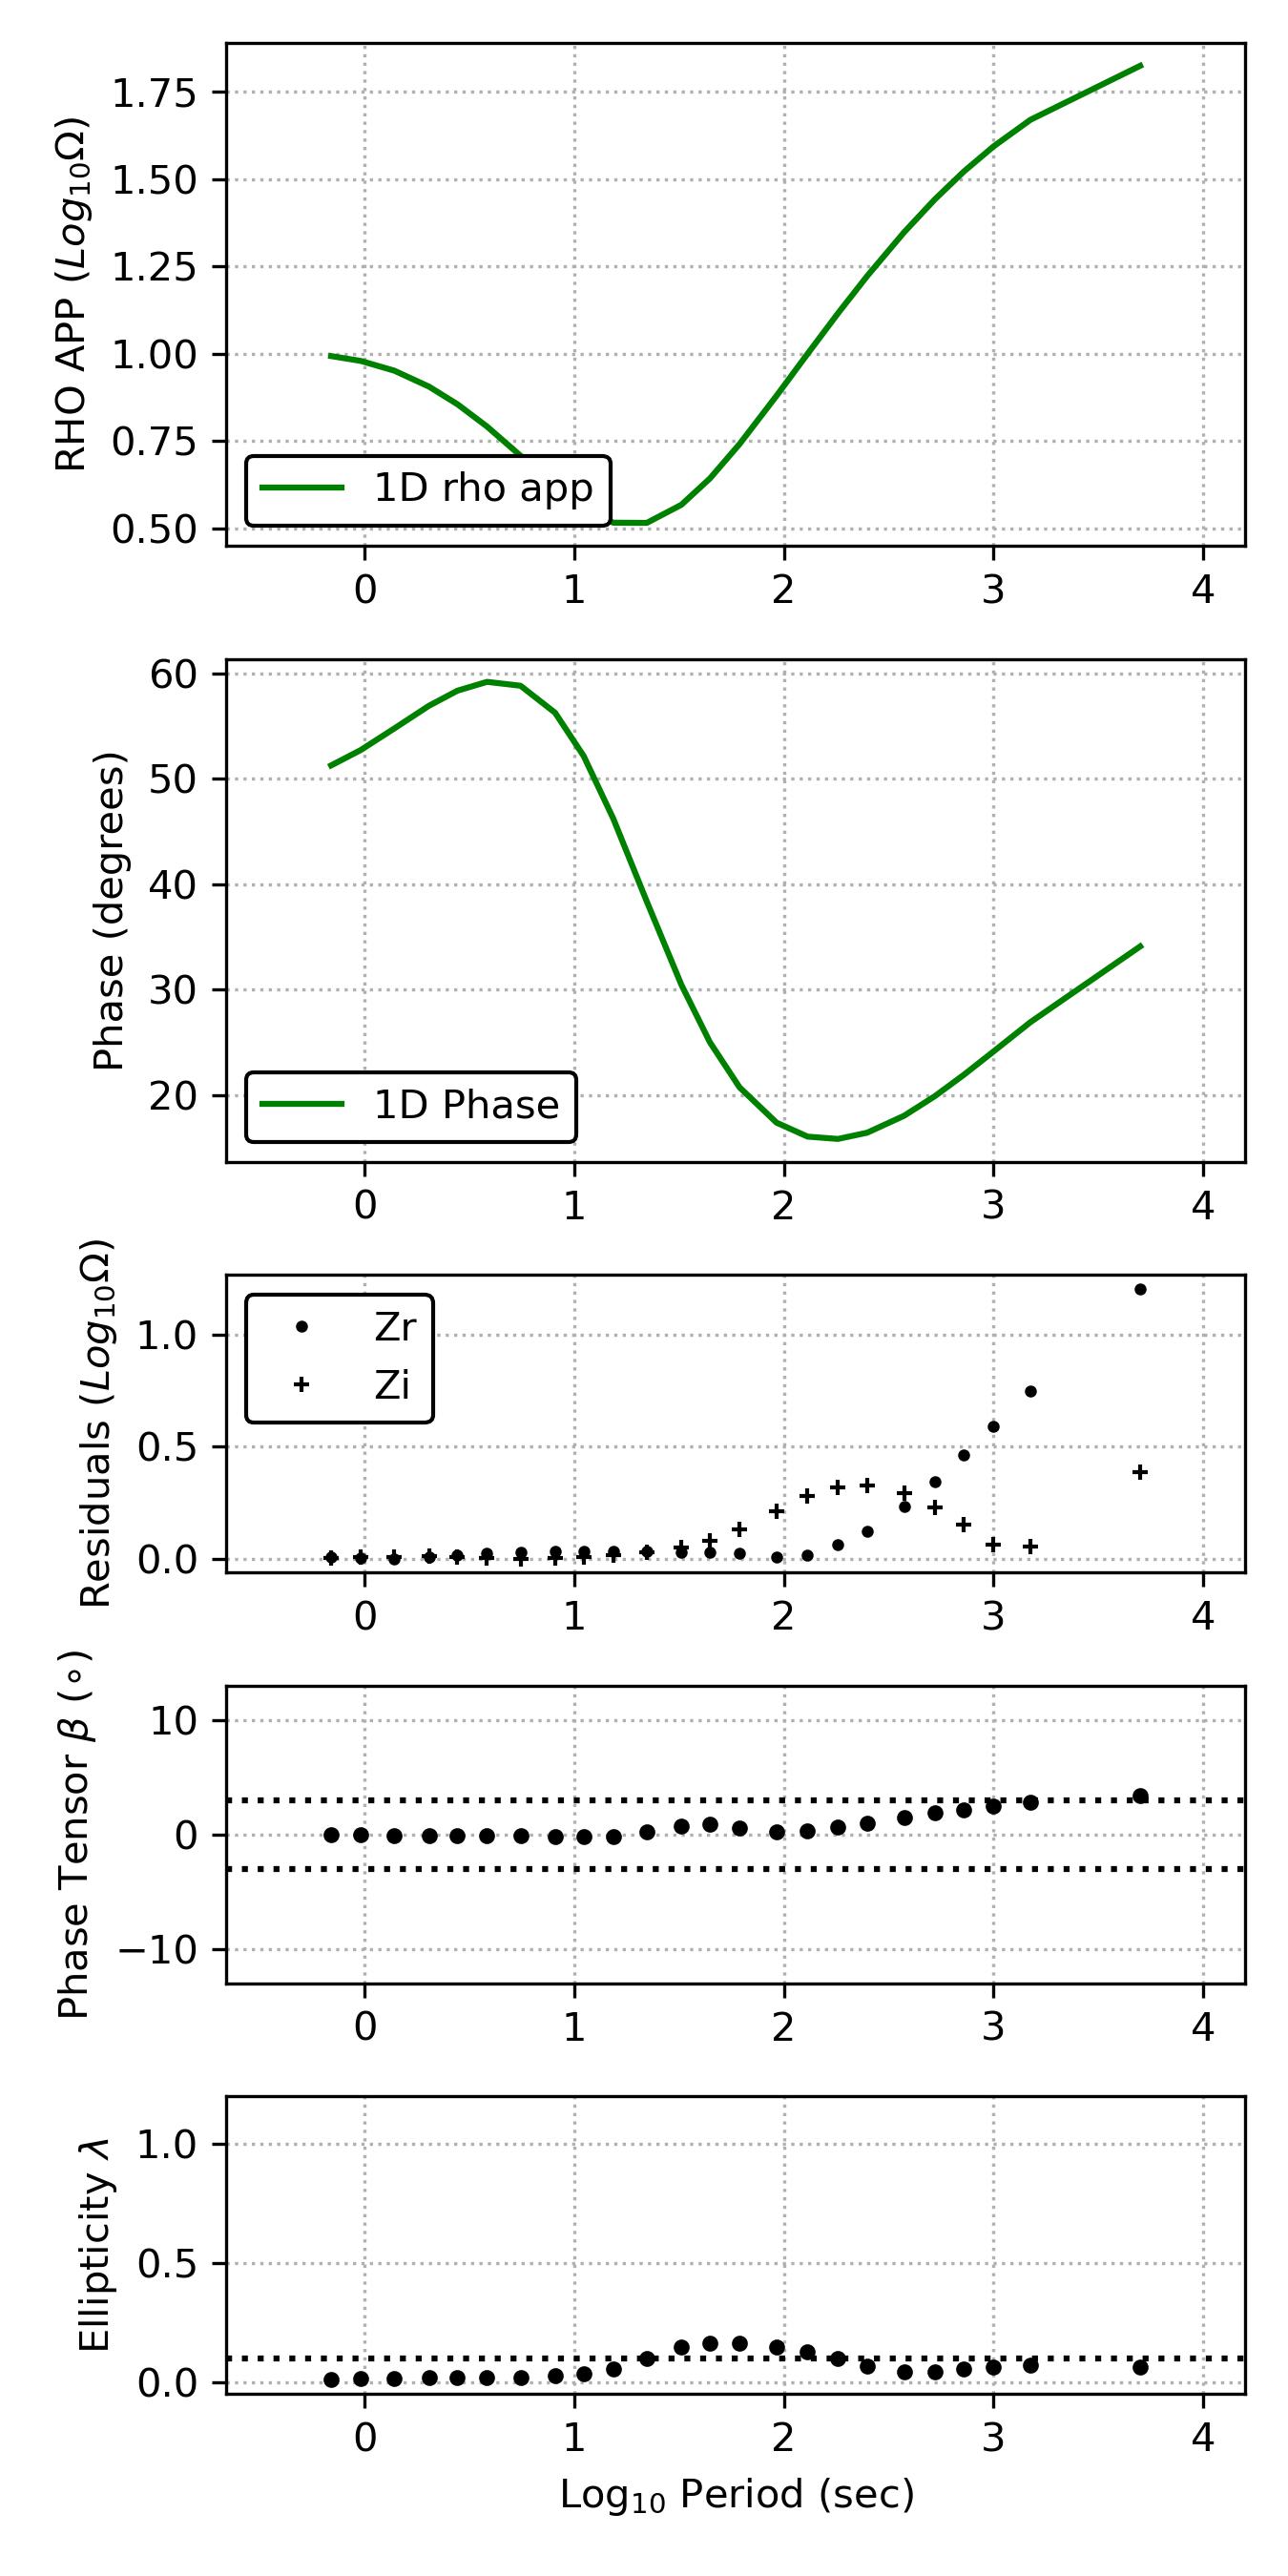 RHO APP (Log₁₀Ω)
1.75
1.50
1.25
1.00
0.75
0.50
1D rho app
0 1 2 3 4
Phase (degrees)
60
50
40
30
20
1D Phase
0 1 2 3 4
Residuals (Log₁₀Ω)
1.0
0.5
0.0
Zr
Zi
0 1 2 3 4
Phase Tensor β (∘)
10
0
−10
0 1 2 3 4
Ellipticity λ
1.0
0.5
0.0
0 1 2 3 4
Log₁₀ Period (sec)